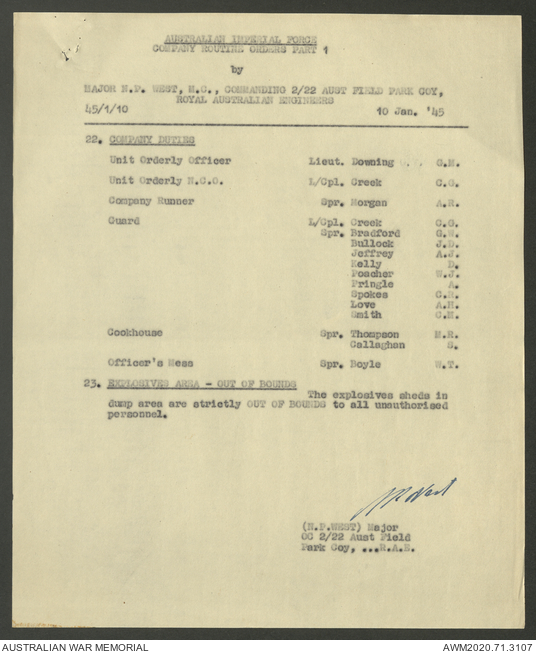 AUSTRALIAN IMPERIAL FORCE
COMPANY ROUTINE ORDERS PART 1
by
MAJOR N.P. WEST, M.C., COMMANDING 2/22 AUST FIELD PARK COY,
ROYAL AUSTRALIAN ENGINEERS
45/1/10 10 Jan. '45
22. COMPANY DUTIES
Unit Orderly Officer Lieut. Downing G.M.
Unit Orderly N.C.O. L/Cpl. Creek C.G.
Company Runner Spr. Morgan A.R.
Guard L/Cpl. Creek C.G.
Spr. Bradford G.W.
Bullock J.D.
Jeffrey A.J.
Kelly D.
Poacher W.J.
Pringle A.
Spokes C.R.
Love A.H.
Smith C.M.
Cookhouse Spr. Thompson M.R.
Callaghan S.
Officer's Mess Spr. Boyle W.T.
23. EXPLOSIVES AREA - OUT OF BOUNDS
The explosives sheds in
dump area are strictly OUT OF BOUNDS to all unauthorised
personnel.
NPWest
(N.P.WEST) Major
OC 2/22 Aust Field
Park Coy, ...R.A.E.
AUSTRALIAN WAR MEMORIAL AWM2020.71.3107